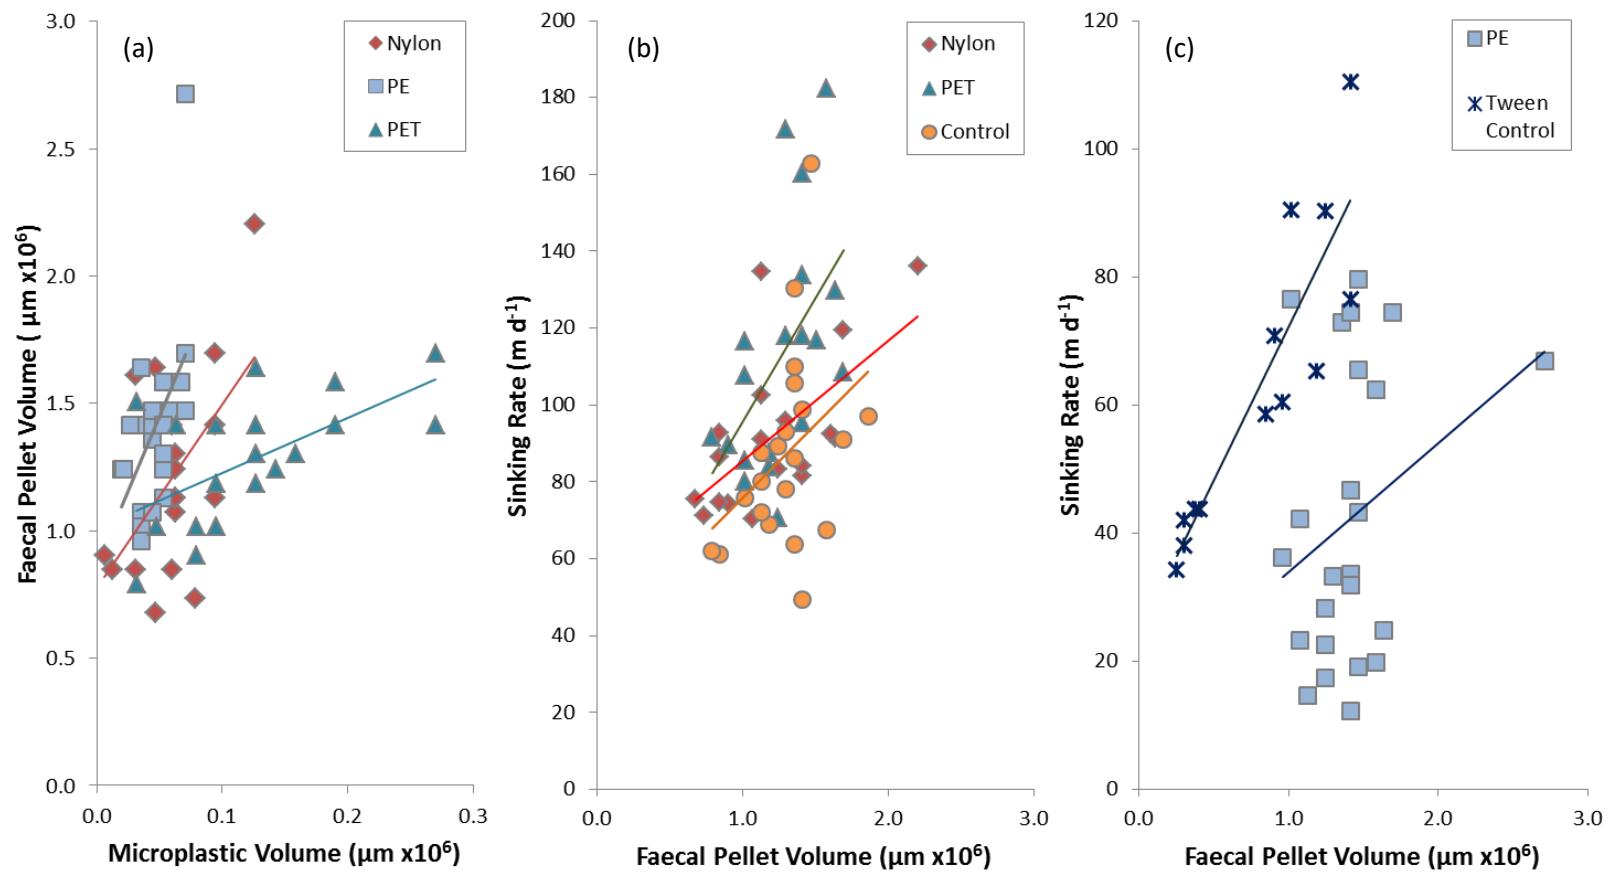 (a)
Nylon
PE
PET
3.0
2.5
2.0
1.5
1.0
0.5
0.0
Faecal Pellet Volume ( µm x10⁶)
0.0 0.1 0.2 0.3
Microplastic Volume (µm x10⁶)
(b)
Nylon
PET
Control
200
180
160
140
120
100
80
60
40
20
0
Sinking Rate (m d⁻¹)
0.0 1.0 2.0 3.0
Faecal Pellet Volume (µm x10⁶)
(c)
PE
Tween
Control
120
100
80
60
40
20
0
Sinking Rate (m d⁻¹)
0.0 1.0 2.0 3.0
Faecal Pellet Volume (µm x10⁶)